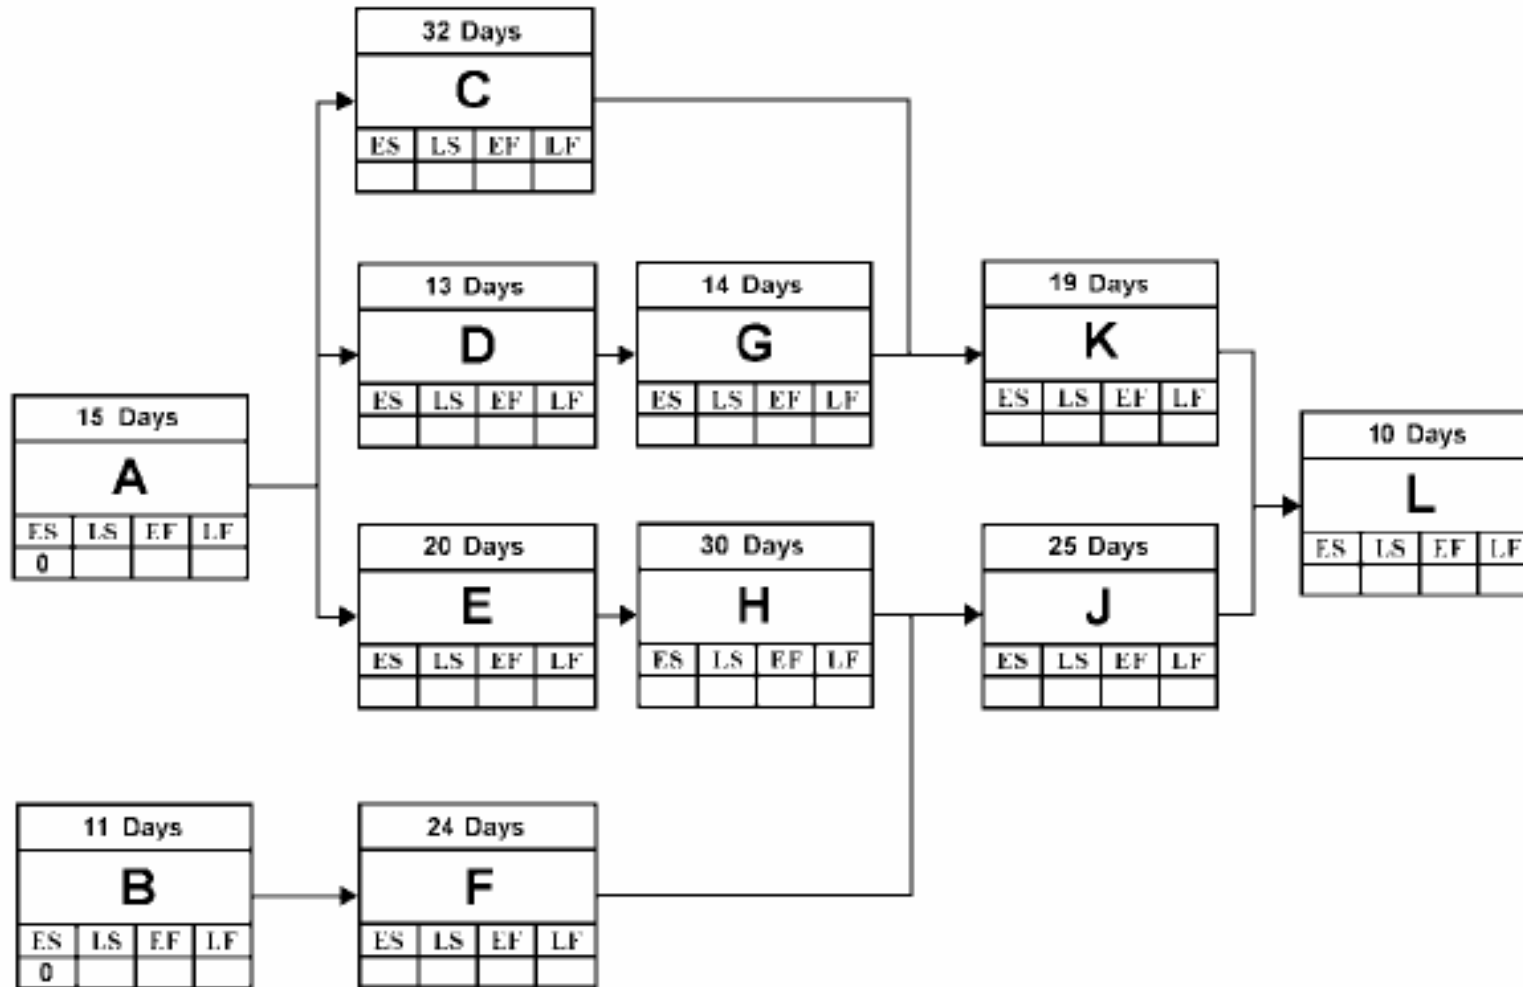 32 Days
C
ES LS EF LF
13 Days
D
ES LS EF LF
14 Days
G
ES LS EF LF
19 Days
K
ES LS EF LF
15 Days
A
ES LS EF LF
0
20 Days
E
ES LS EF LF
30 Days
H
ES LS EF LF
25 Days
J
ES LS EF LF
10 Days
L
ES LS EF LF
11 Days
B
ES LS EF LF
0
24 Days
F
ES LS EF LF